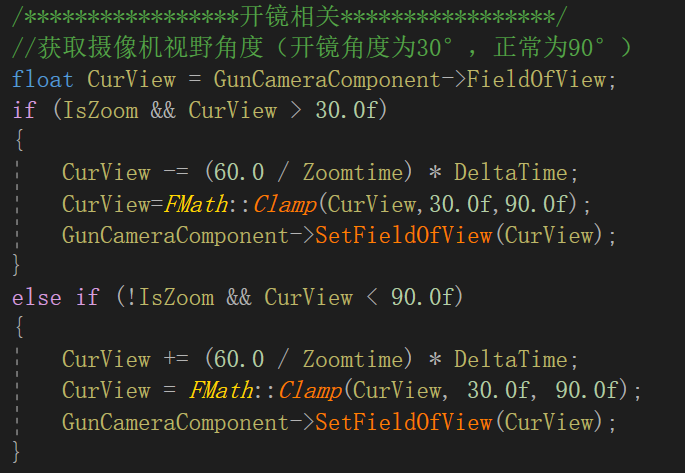 /*****************开镜相关*****************/
//获取摄像机视野角度（开镜角度为30°，正常为90°）
float CurView = GunCameraComponent->FieldOfView;
if (IsZoom && CurView > 30.0f)
{
CurView -= (60.0 / Zoomtime) * DeltaTime;
CurView=FMath::Clamp(CurView,30.0f,90.0f);
GunCameraComponent->SetFieldOfView(CurView);
}
else if (!IsZoom && CurView < 90.0f)
{
CurView += (60.0 / Zoomtime) * DeltaTime;
CurView = FMath::Clamp(CurView, 30.0f, 90.0f);
GunCameraComponent->SetFieldOfView(CurView);
}